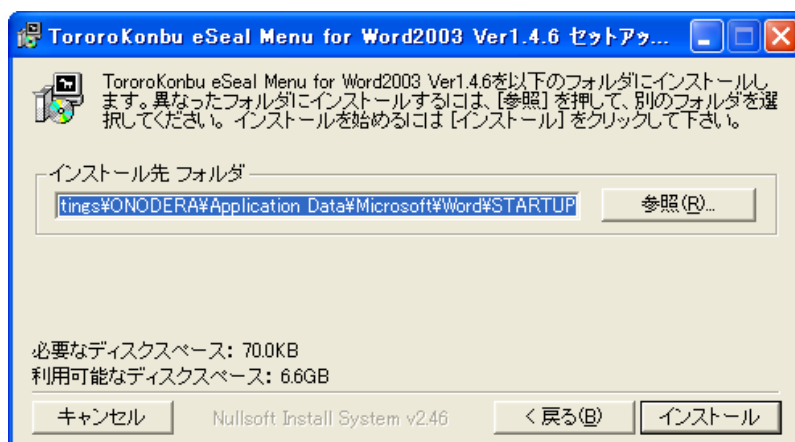 TororoKonbu eSeal Menu for Word2003 Ver1.4.6 セットアッ...
TororoKonbu eSeal Menu for Word2003 Ver1.4.6を以下のフォルダにインストールし
ます。異なったフォルダにインストールするには、[参照] を押して、別のフォルダを選
択してください。 インストールを始めるには [インストール] をクリックして下さい。
インストール先 フォルダ
tings¥ONODERA¥Application Data¥Microsoft¥Word¥STARTUP
参照(R)...
必要なディスクスペース: 70.0KB
利用可能なディスクスペース: 6.6GB
キャンセル
Nullsoft Install System v2.46
< 戻る(B)
インストール